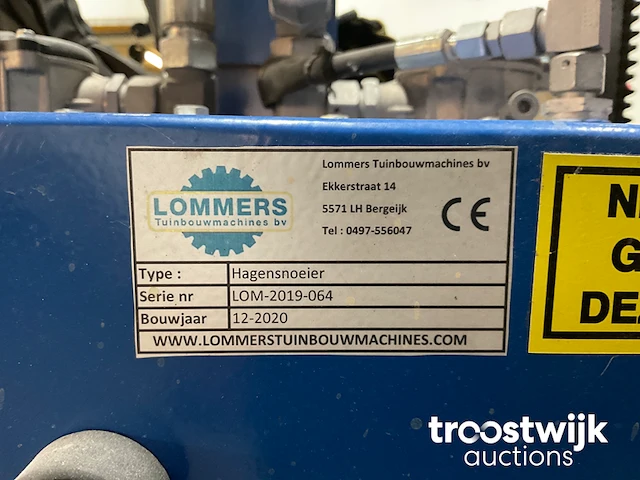 LOMMERS
Tuinbouwmachines bv
Lommers Tuinbouwmachines bv
Ekkerstraat 14
5571 LH Bergeijk
Tel : 0497-556047
CE
Type : Hagensnoeier
Serie nr LOM-2019-064
Bouwjaar 12-2020
WWW.LOMMERSTUINBOUWMACHINES.COM
troostwijk
auctions